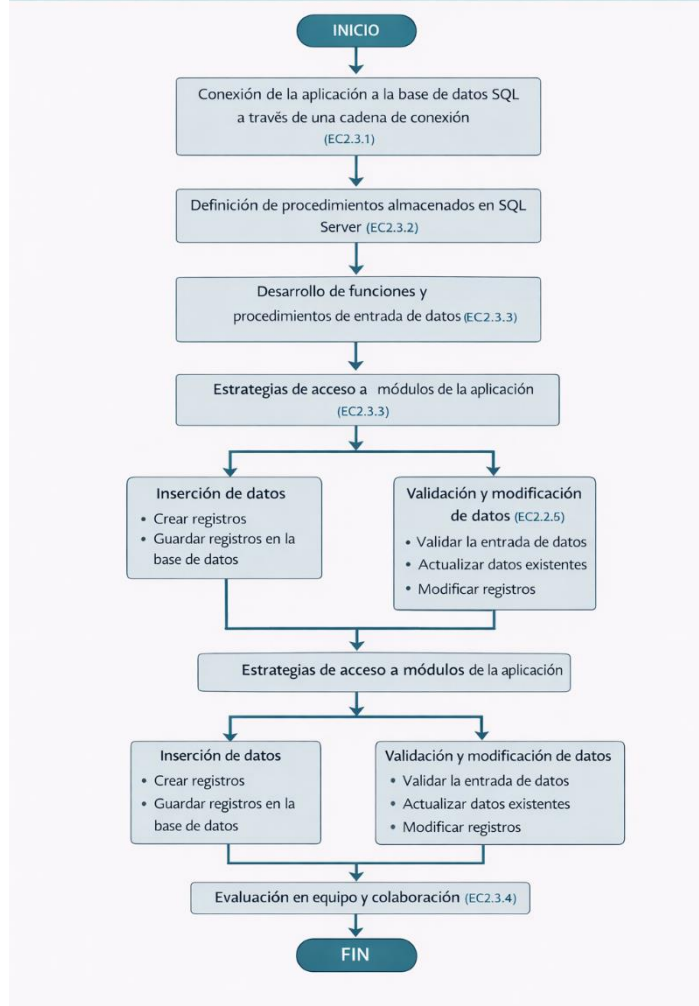 INICIO
Conexión de la aplicación a la base de datos SQL
a través de una cadena de conexión
(EC2.3.1)
Definición de procedimientos almacenados en SQL
Server (EC2.3.2)
Desarrollo de funciones y
procedimientos de entrada de datos (EC2.3.3)
Estrategias de acceso a módulos de la aplicación
(EC2.3.3)
Inserción de datos
• Crear registros
• Guardar registros en la
base de datos
Validación y modificación
de datos (EC2.2.5)
• Validar la entrada de datos
• Actualizar datos existentes
• Modificar registros
Estrategias de acceso a módulos de la aplicación
Inserción de datos
• Crear registros
• Guardar registros en la
base de datos
Validación y modificación de datos
• Validar la entrada de datos
• Actualizar datos existentes
• Modificar registros
Evaluación en equipo y colaboración (EC2.3.4)
FIN